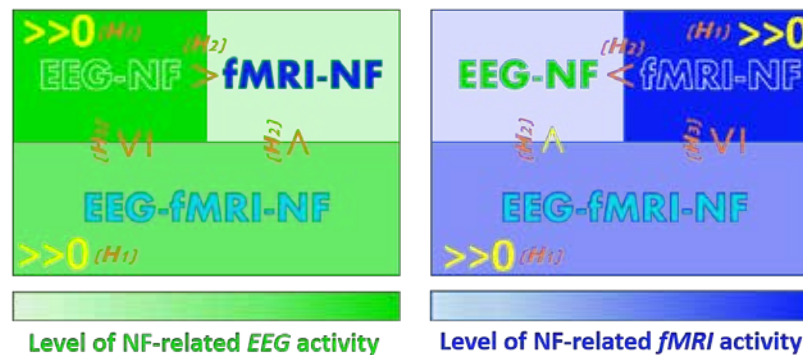 >>0 (H1)
(H2)
EEG-NF > fMRI-NF
(H3) VI
(H2) Λ
EEG-fMRI-NF
>>0 (H1)
Level of NF-related EEG activity
(H1) >>0
(H2)
EEG-NF < fMRI-NF
(H2) Λ
(H3) VI
EEG-fMRI-NF
>>0 (H1)
Level of NF-related fMRI activity